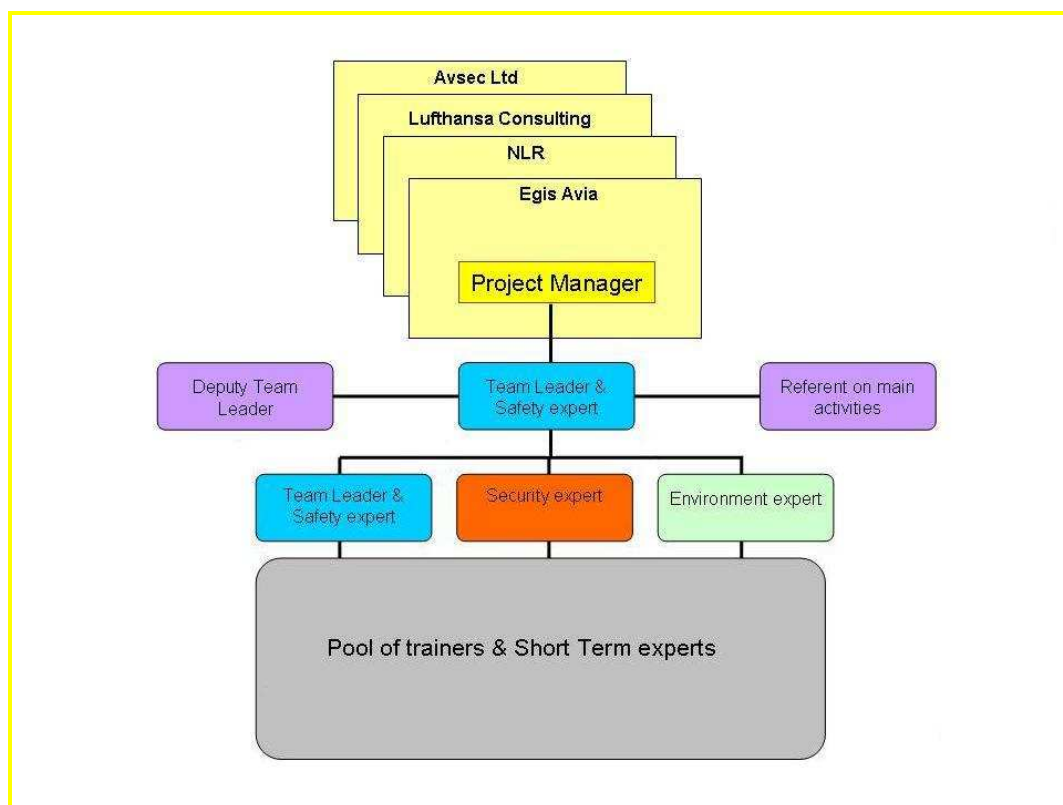 Avsec Ltd
Lufthansa Consulting
NLR
Egis Avia
Project Manager
Deputy Team
Leader
Team Leader &
Safety expert
Referent on main
activities
Team Leader &
Safety expert
Security expert
Environment expert
Pool of trainers & Short Term experts